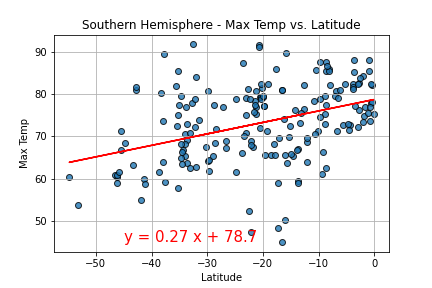 Southern Hemisphere - Max Temp vs. Latitude
90
80
70
60
50
Max Temp
y = 0.27 x + 78.7
−50
−40
−30
−20
−10
0
Latitude